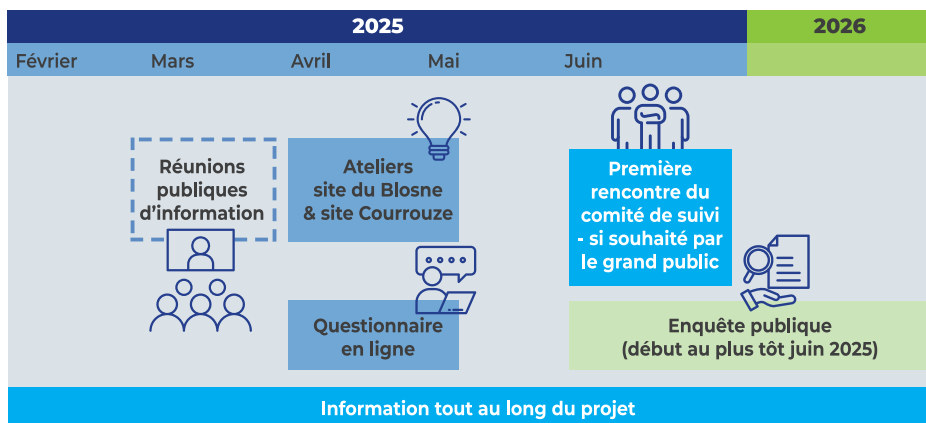 2025
2026
Février
Mars
Avril
Mai
Juin
Réunions
publiques
d’information
Ateliers
site du Blosne
& site Courrouze
Première
rencontre du
comité de suivi
- si souhaité par
le grand public
Questionnaire
en ligne
Enquête publique
(début au plus tôt juin 2025)
Information tout au long du projet